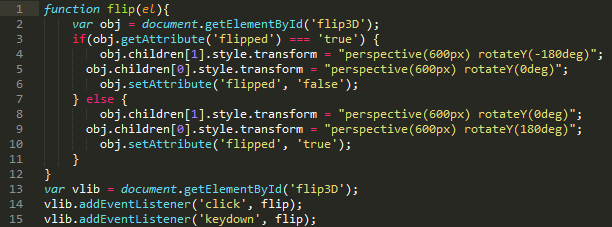 1 function flip(el){
2 var obj = document.getElementById('flip3D');
3 if(obj.getAttribute('flipped') === 'true') {
4 obj.children[1].style.transform = "perspective(600px) rotateY(-180deg)";
5 obj.children[0].style.transform = "perspective(600px) rotateY(0deg)";
6 obj.setAttribute('flipped', 'false');
7 } else {
8 obj.children[1].style.transform = "perspective(600px) rotateY(0deg)";
9 obj.children[0].style.transform = "perspective(600px) rotateY(180deg)";
10 obj.setAttribute('flipped', 'true');
11 }
12 }
13 var vlib = document.getElementById('flip3D');
14 vlib.addEventListener('click', flip);
15 vlib.addEventListener('keydown', flip);